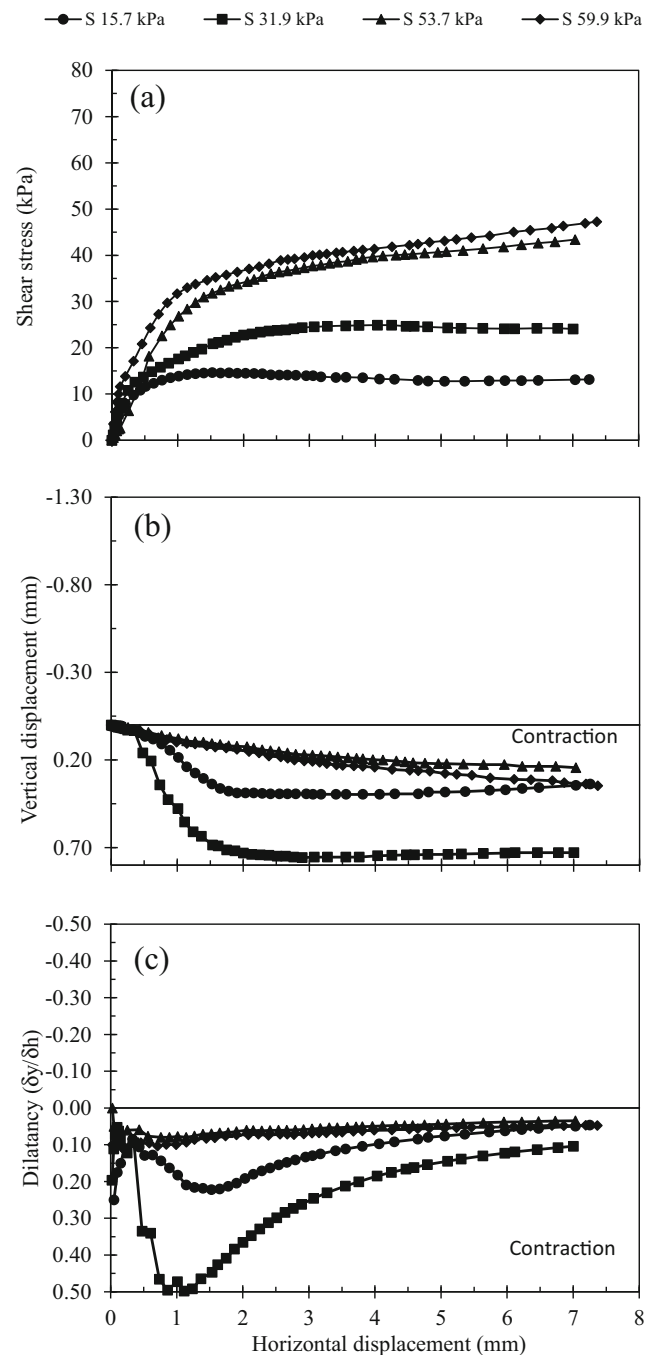 S 15.7 kPa S 31.9 kPa S 53.7 kPa S 59.9 kPa
(a)
Shear stress (kPa)
80
70
60
50
40
30
20
10
0
(b)
Vertical displacement (mm)
-1.30
-0.80
-0.30
0.20
0.70
Contraction
(c)
Dilatancy (δy/δh)
-0.50
-0.40
-0.30
-0.20
-0.10
0.00
0.10
0.20
0.30
0.40
0.50
Contraction
0 1 2 3 4 5 6 7 8
Horizontal displacement (mm)